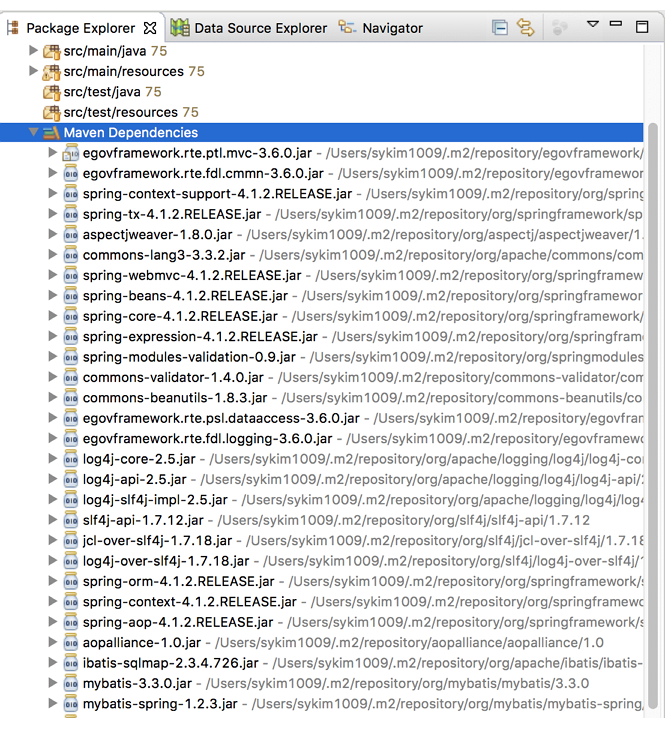 Package Explorer Data Source Explorer Navigator
src/main/java 75
src/main/resources 75
src/test/java 75
src/test/resources 75
Maven Dependencies
egovframework.rte.ptl.mvc-3.6.0.jar - /Users/sykim1009/.m2/repository/egovframework/
egovframework.rte.fdl.cmmn-3.6.0.jar - /Users/sykim1009/.m2/repository/egovframewor
spring-context-support-4.1.2.RELEASE.jar - /Users/sykim1009/.m2/repository/org/spring
spring-tx-4.1.2.RELEASE.jar - /Users/sykim1009/.m2/repository/org/springframework/sp
aspectjweaver-1.8.0.jar - /Users/sykim1009/.m2/repository/org/aspectj/aspectjweaver/1.
commons-lang3-3.3.2.jar - /Users/sykim1009/.m2/repository/org/apache/commons/com
spring-webmvc-4.1.2.RELEASE.jar - /Users/sykim1009/.m2/repository/org/springframew
spring-beans-4.1.2.RELEASE.jar - /Users/sykim1009/.m2/repository/org/springframewor
spring-core-4.1.2.RELEASE.jar - /Users/sykim1009/.m2/repository/org/springframework
spring-expression-4.1.2.RELEASE.jar - /Users/sykim1009/.m2/repository/org/springfram
spring-modules-validation-0.9.jar - /Users/sykim1009/.m2/repository/org/springmodules
commons-validator-1.4.0.jar - /Users/sykim1009/.m2/repository/commons-validator/com
commons-beanutils-1.8.3.jar - /Users/sykim1009/.m2/repository/commons-beanutils/co
egovframework.rte.psl.dataaccess-3.6.0.jar - /Users/sykim1009/.m2/repository/egovfran
egovframework.rte.fdl.logging-3.6.0.jar - /Users/sykim1009/.m2/repository/egovframewo
log4j-core-2.5.jar - /Users/sykim1009/.m2/repository/org/apache/logging/log4j/log4j-co
log4j-api-2.5.jar - /Users/sykim1009/.m2/repository/org/apache/logging/log4j/log4j-api/2
log4j-slf4j-impl-2.5.jar - /Users/sykim1009/.m2/repository/org/apache/logging/log4j/log4
slf4j-api-1.7.12.jar - /Users/sykim1009/.m2/repository/org/slf4j/slf4j-api/1.7.12
jcl-over-slf4j-1.7.18.jar - /Users/sykim1009/.m2/repository/org/slf4j/jcl-over-slf4j/1.7.18
log4j-over-slf4j-1.7.18.jar - /Users/sykim1009/.m2/repository/org/slf4j/log4j-over-slf4j/1
spring-orm-4.1.2.RELEASE.jar - /Users/sykim1009/.m2/repository/org/springframework/s
spring-context-4.1.2.RELEASE.jar - /Users/sykim1009/.m2/repository/org/springframewo
spring-aop-4.1.2.RELEASE.jar - /Users/sykim1009/.m2/repository/org/springframework/s
aopalliance-1.0.jar - /Users/sykim1009/.m2/repository/aopalliance/aopalliance/1.0
ibatis-sqlmap-2.3.4.726.jar - /Users/sykim1009/.m2/repository/org/apache/ibatis/ibatis-
mybatis-3.3.0.jar - /Users/sykim1009/.m2/repository/org/mybatis/mybatis/3.3.0
mybatis-spring-1.2.3.jar - /Users/sykim1009/.m2/repository/org/mybatis/mybatis-spring/